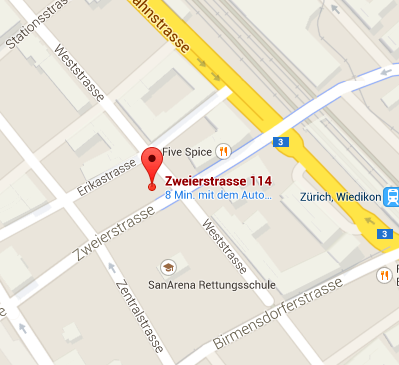 Stationsstrasse
ahnstrasse
Weststrasse
3
Five Spice
Erikastrasse
Zweierstrasse 114
8 Min. mit dem Auto...
Zürich, Wiedikon
Zweierstrasse
Weststrasse
3
SanArena Rettungsschule
Zentralstrasse
Birmensdorferstrasse